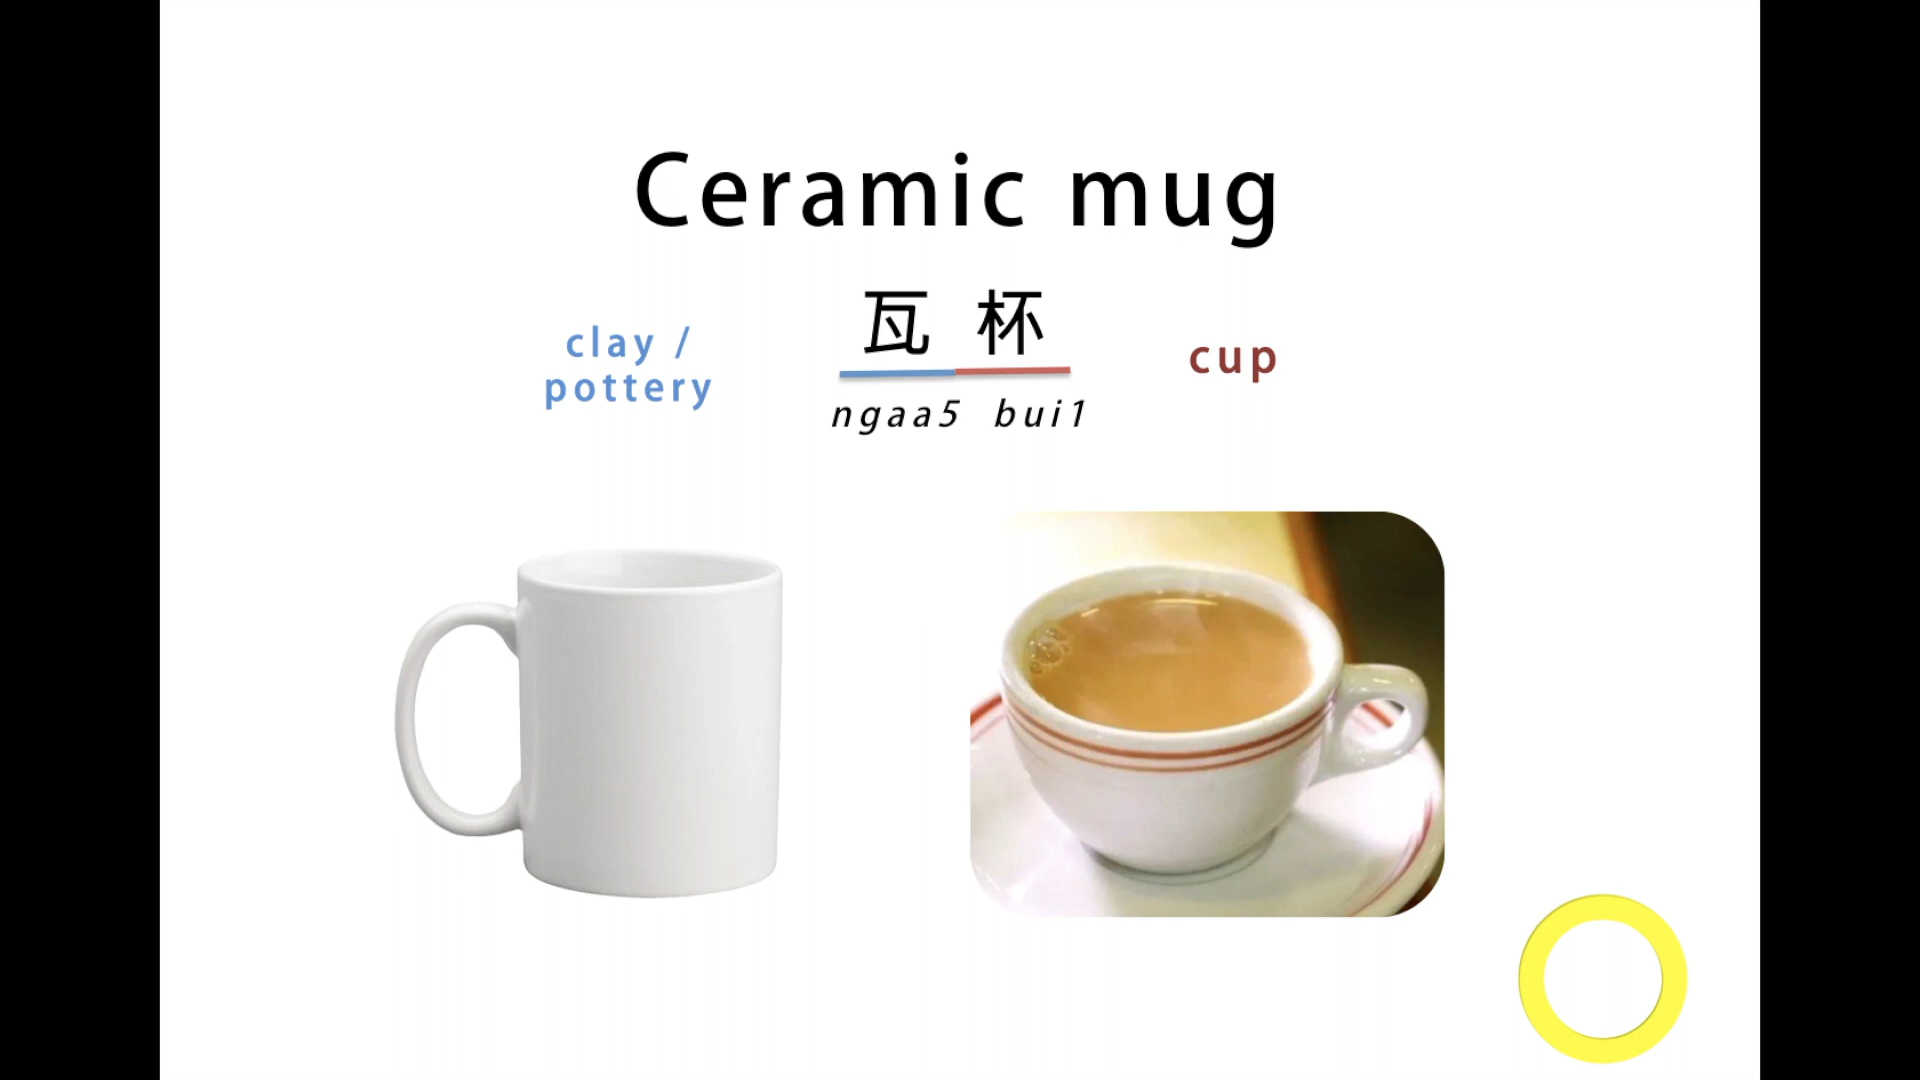 Ceramic mug
clay /
pottery
瓦 杯
cup
ngaa5 bui1